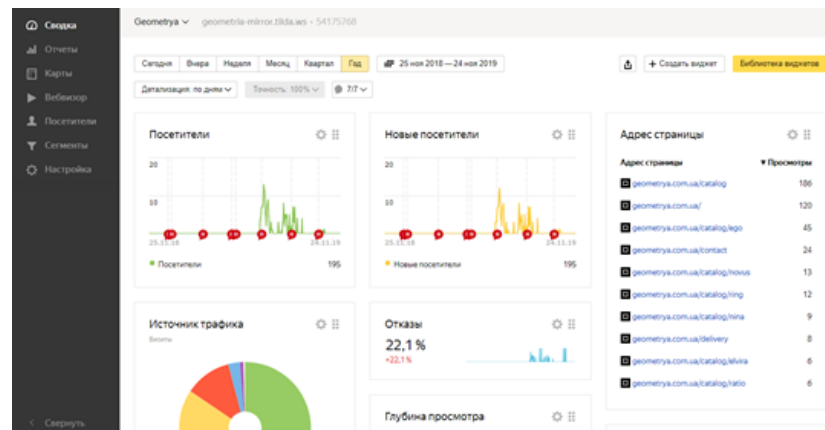 Сводка
Отчеты
Карты
Вебвизор
Посетители
Сегменты
Настройка
Свернуть
Geometrya geometria-mirror.tilda.ws • 54175768
Сегодня Вчера Неделя Месяц Квартал Год 25 ноя 2018 — 24 ноя 2019 + Создать виджет Библиотека виджетов
Детализация: по дням Точность: 100% 7/7
Посетители
20
10
25.11.18 24.11.19
Посетители 195
Новые посетители
20
10
25.11.18 24.11.19
Новые посетители 195
Адрес страницы
Адрес страницы ▼ Просмотры
geometrya.com.ua/catalog 186
geometrya.com.ua/ 120
geometrya.com.ua/catalog/ego 45
geometrya.com.ua/contact 24
geometrya.com.ua/catalog/novus 13
geometrya.com.ua/catalog/ring 12
geometrya.com.ua/catalog/nina 9
geometrya.com.ua/delivery 8
geometrya.com.ua/catalog/elvira 6
geometrya.com.ua/catalog/ratio 6
Источник трафика
Визиты
Отказы
22,1 %
+22,1 %
Глубина просмотра